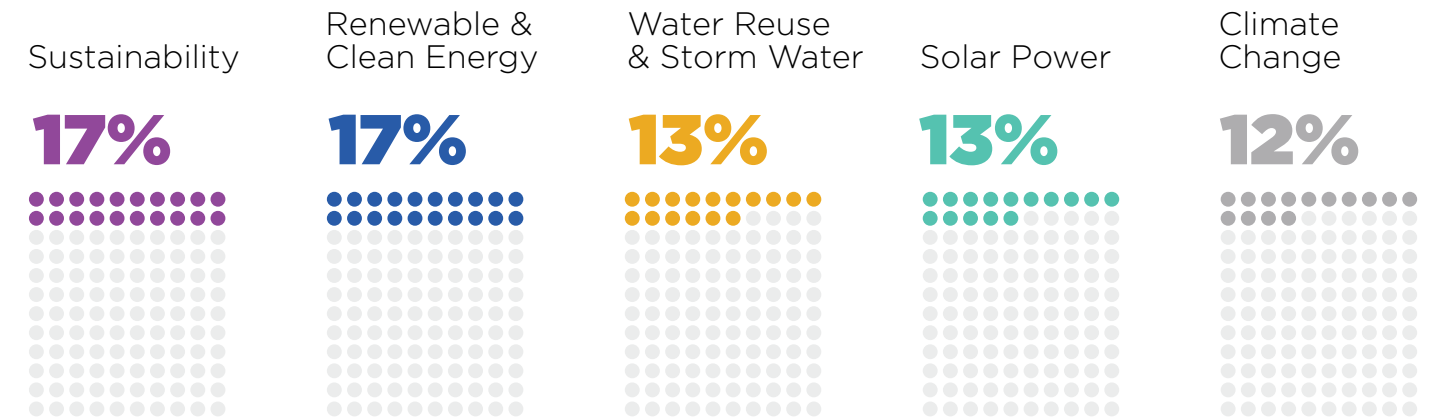 Sustainability
17%
Renewable &
Clean Energy
17%
Water Reuse
& Storm Water
13%
Solar Power
13%
Climate
Change
12%